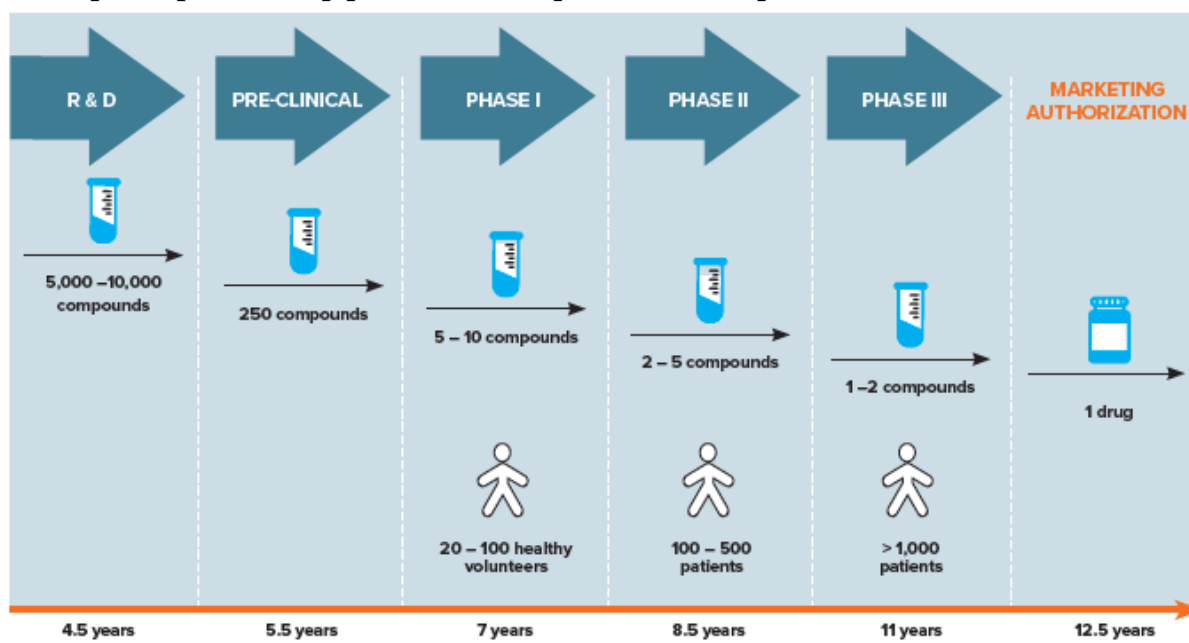 R & D
PRE-CLINICAL
PHASE I
PHASE II
PHASE III
MARKETING
AUTHORIZATION
5,000 –10,000
compounds
250 compounds
5 – 10 compounds
2 – 5 compounds
1 –2 compounds
1 drug
20 – 100 healthy
volunteers
100 – 500
patients
> 1,000
patients
4.5 years
5.5 years
7 years
8.5 years
11 years
12.5 years